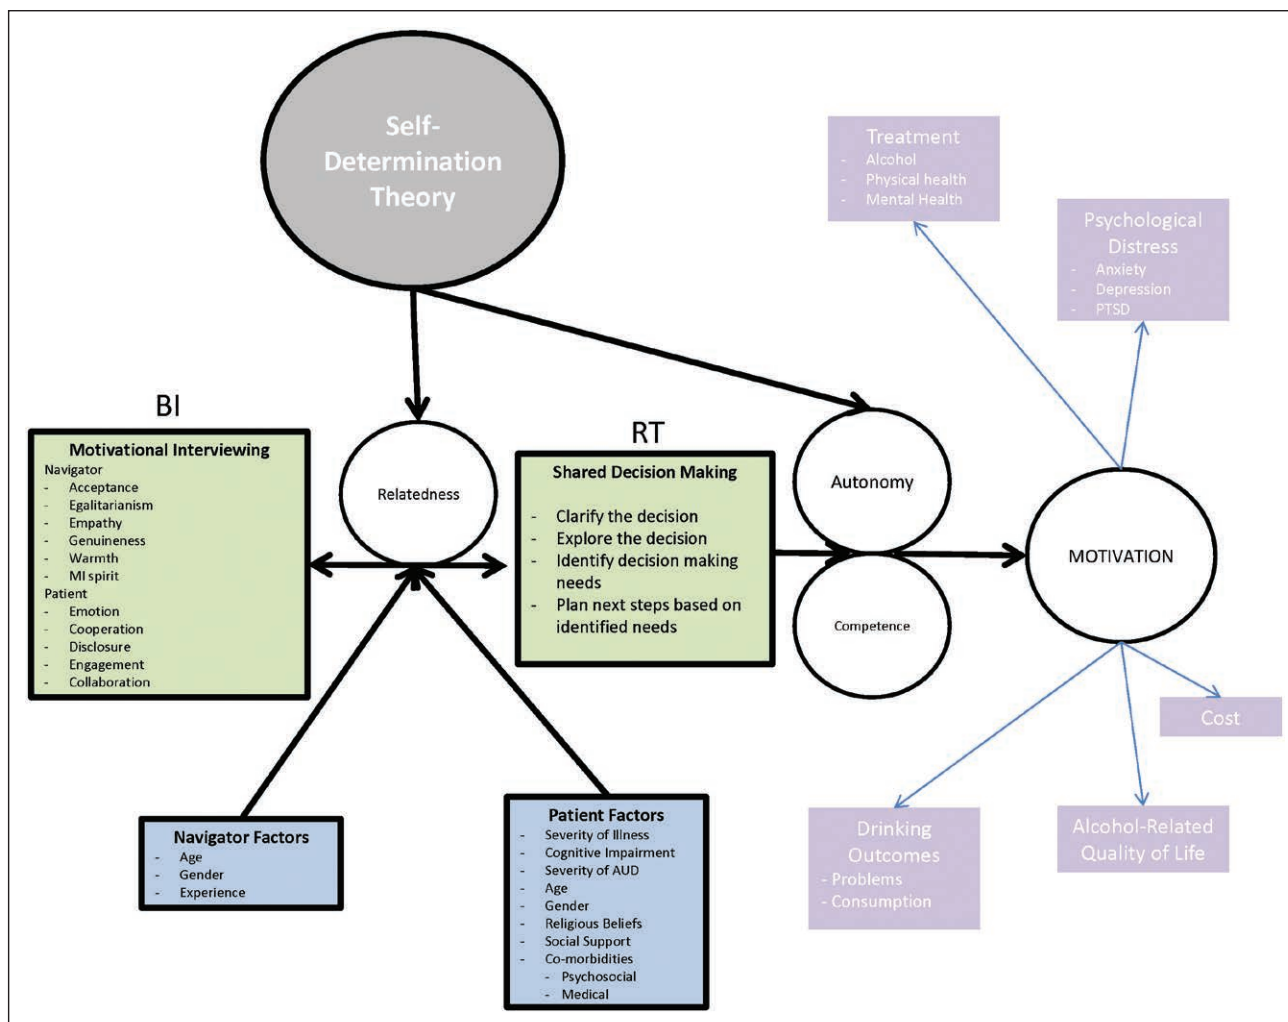 Self-
Determination
Theory
Treatment
- Alcohol
- Physical health
- Mental Health
Psychological
Distress
- Anxiety
- Depression
- PTSD
BI
Motivational Interviewing
Navigator
- Acceptance
- Egalitarianism
- Empathy
- Genuineness
- Warmth
- MI spirit
Patient
- Emotion
- Cooperation
- Disclosure
- Engagement
- Collaboration
Relatedness
RT
Shared Decision Making
- Clarify the decision
- Explore the decision
- Identify decision making
needs
- Plan next steps based on
identified needs
Autonomy
Competence
MOTIVATION
Cost
Navigator Factors
- Age
- Gender
- Experience
Patient Factors
- Severity of Illness
- Cognitive Impairment
- Severity of AUD
- Age
- Gender
- Religious Beliefs
- Social Support
- Co-morbidities
- Psychosocial
- Medical
Drinking
Outcomes
- Problems
- Consumption
Alcohol-Related
Quality of Life